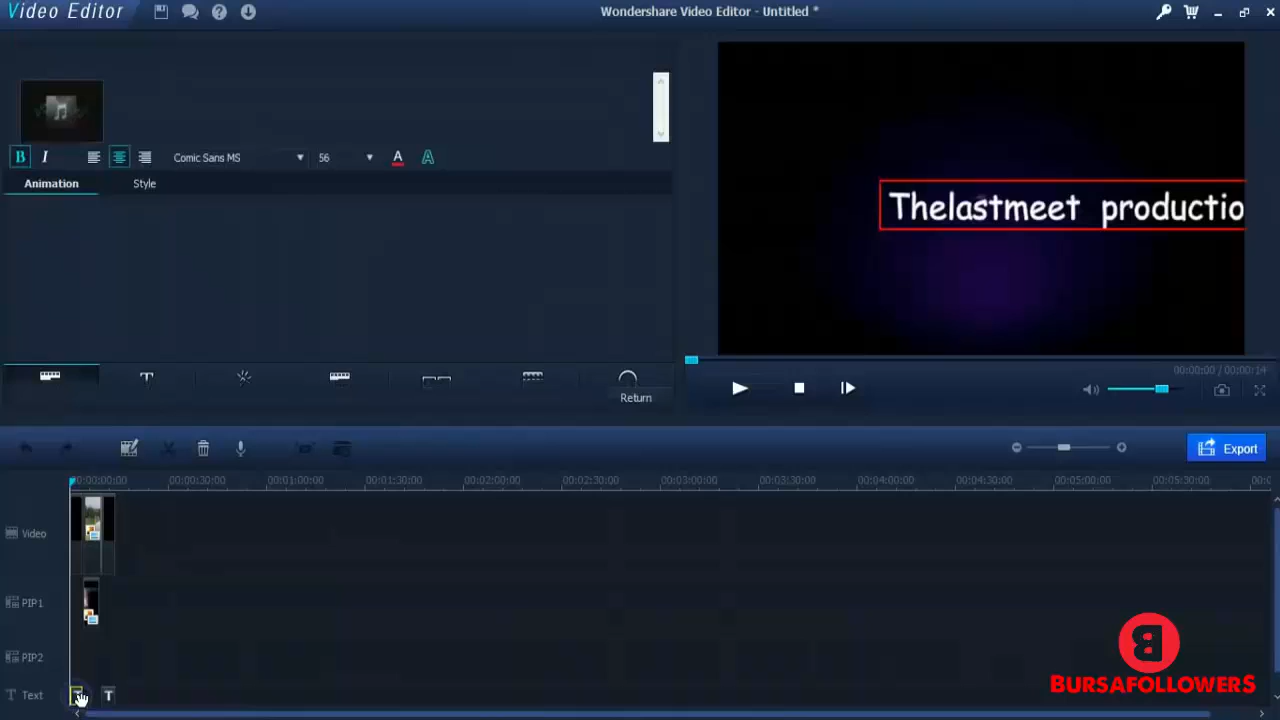 Video Editor
Wondershare Video Editor - Untitled *
Thelastmeet productio
B I Comic Sans MS 56 A A
Animation Style
Return
00:00:00 / 00:00:14
Export
00:00:00:00 00:00:30:00 00:01:00:00 00:01:30:00 00:02:00:00 00:02:30:00 00:03:00:00 00:03:30:00 00:04:00:00 00:04:30:00 00:05:00:00 00:05:30:00
Video
PIP1
PIP2
T Text T
B
BURSAFOLLOWERS